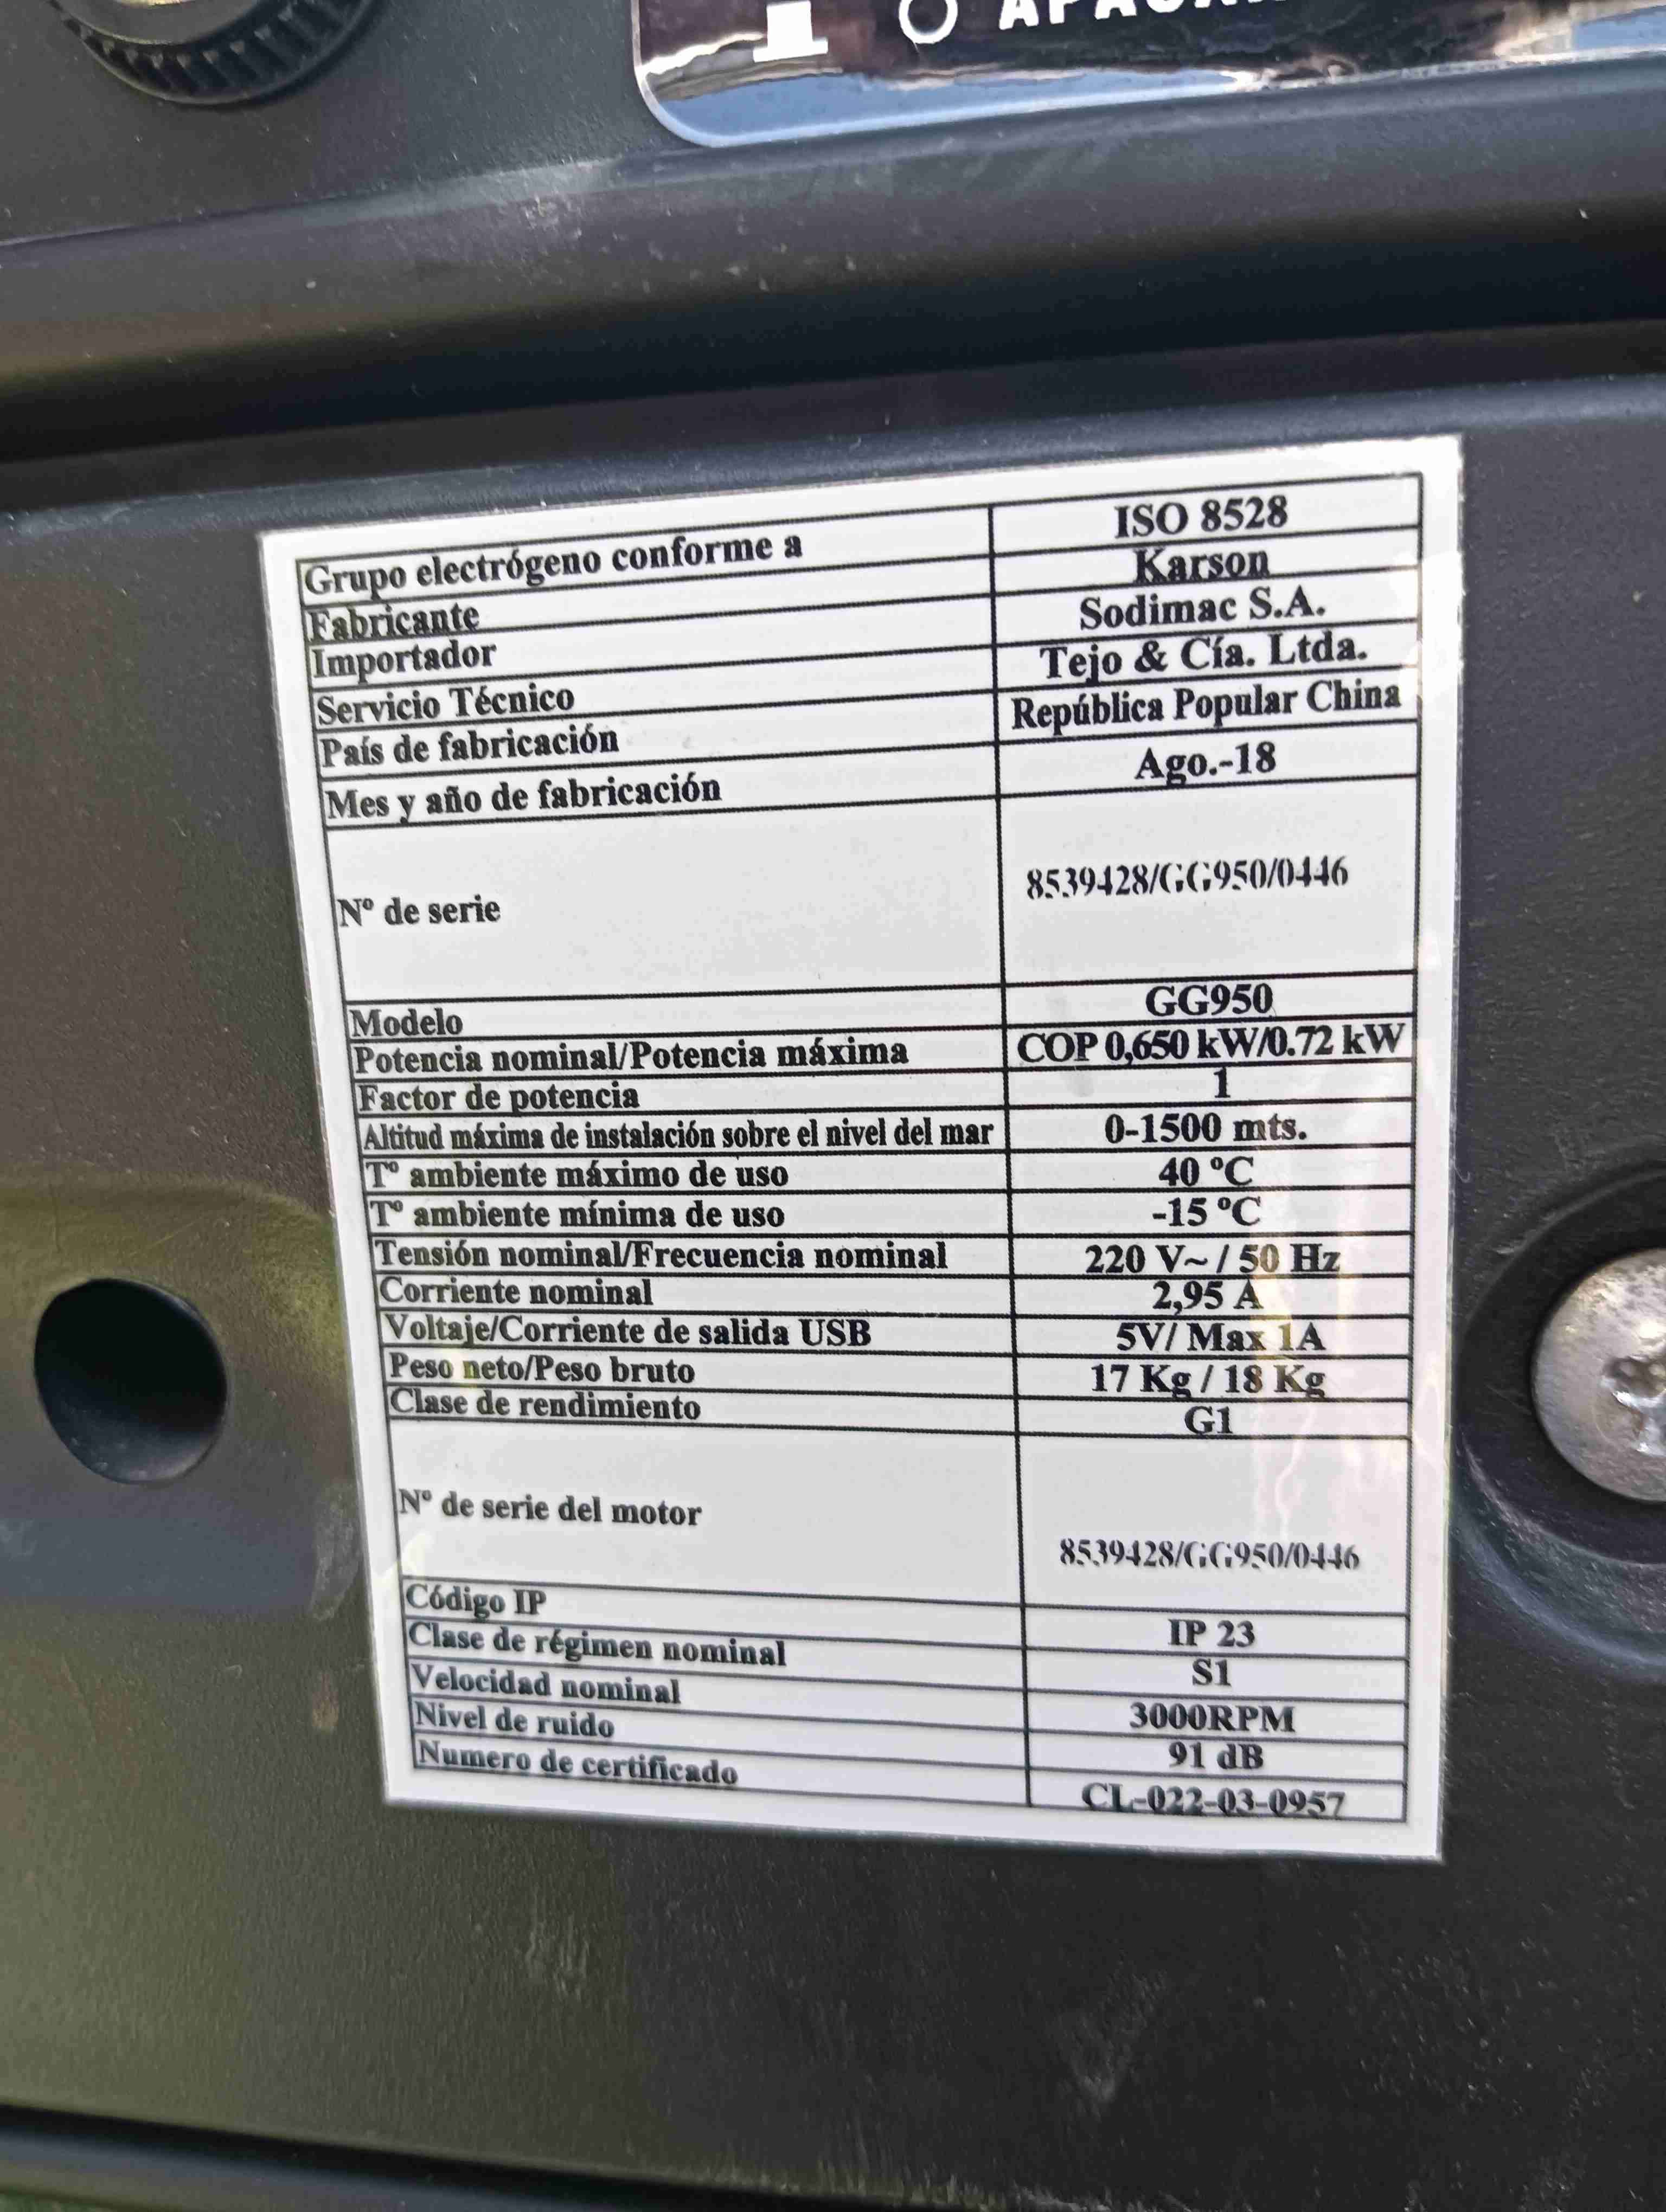 Grupo electrógeno conforme a ISO 8528
Fabricante Karson
Importador Sodimac S.A.
Servicio Técnico Tejo & Cía. Ltda.
País de fabricación República Popular China
Mes y año de fabricación Ago.-18
Nº de serie 8539428/GG950/0446
Modelo GG950
Potencia nominal/Potencia máxima COP 0,650 kW/0.72 kW
Factor de potencia 1
Altitud máxima de instalación sobre el nivel del mar 0-1500 mts.
Tº ambiente máximo de uso 40 ºC
Tº ambiente mínima de uso -15 ºC
Tensión nominal/Frecuencia nominal 220 V~ / 50 Hz
Corriente nominal 2,95 A
Voltaje/Corriente de salida USB 5V/ Max 1A
Peso neto/Peso bruto 17 Kg / 18 Kg
Clase de rendimiento G1
Nº de serie del motor 8539428/GG950/0446
Código IP IP 23
Clase de régimen nominal S1
Velocidad nominal 3000RPM
Nivel de ruido 91 dB
Numero de certificado CL-022-03-0957